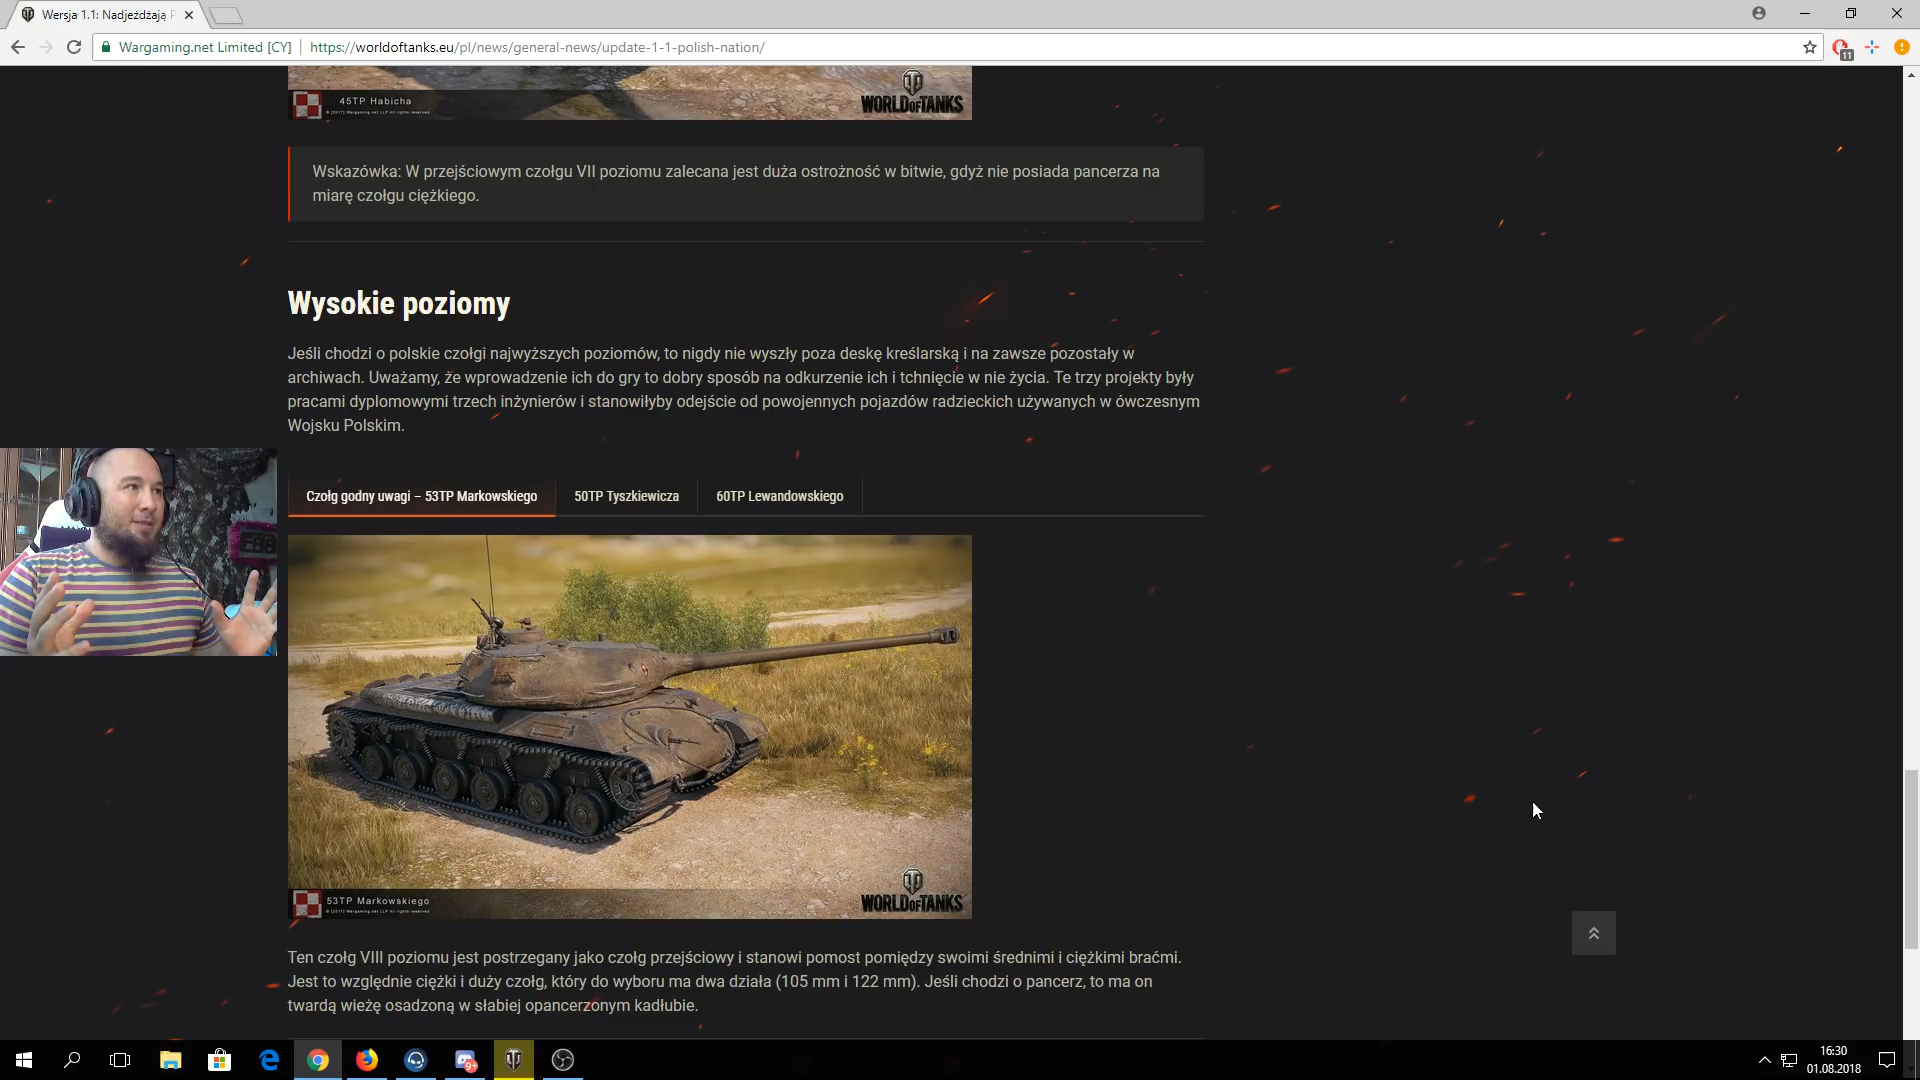 Wersja 1.1: Nadjeżdżają P
Wargaming.net Limited [CY]
https://worldoftanks.eu/pl/news/general-news/update-1-1-polish-nation/
11
45TP Habicha
WORLD OF TANKS
Wskazówka: W przejściowym czołgu VII poziomu zalecana jest duża ostrożność w bitwie, gdyż nie posiada pancerza na
miarę czołgu ciężkiego.
Wysokie poziomy
Jeśli chodzi o polskie czołgi najwyższych poziomów, to nigdy nie wyszły poza deskę kreślarską i na zawsze pozostały w
archiwach. Uważamy, że wprowadzenie ich do gry to dobry sposób na odkurzenie ich i tchnięcie w nie życia. Te trzy projekty były
pracami dyplomowymi trzech inżynierów i stanowiłyby odejście od powojennych pojazdów radzieckich używanych w ówczesnym
Wojsku Polskim.
Czołg godny uwagi – 53TP Markowskiego
50TP Tyszkiewicza
60TP Lewandowskiego
53TP Markowskiego
WORLD OF TANKS
Ten czołg VIII poziomu jest postrzegany jako czołg przejściowy i stanowi pomost pomiędzy swoimi średnimi i ciężkimi braćmi.
Jest to względnie ciężki i duży czołg, który do wyboru ma dwa działa (105 mm i 122 mm). Jeśli chodzi o pancerz, to ma on
twardą wieżę osadzoną w słabiej opancerzonym kadłubie.
9+
16:30
01.08.2018